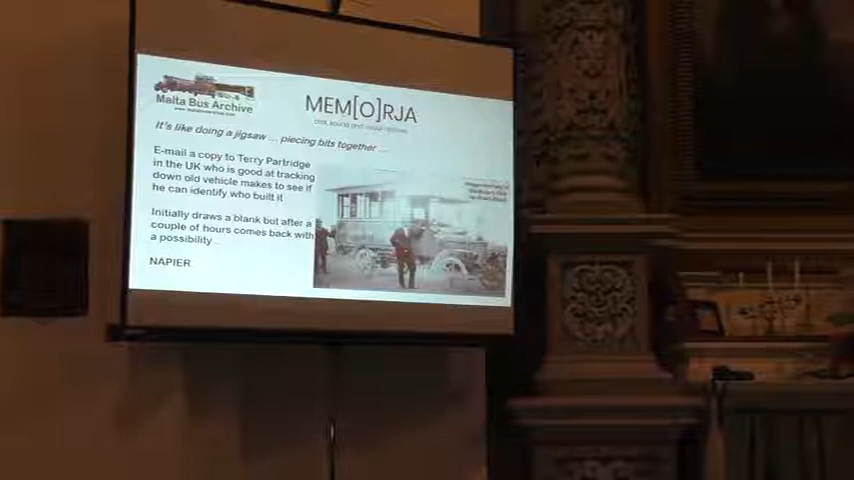 Malta Bus Archive
MEM[O]RJA
It's like doing a jigsaw ... piecing bits together ...
E-mail a copy to Terry Partridge
in the UK who is good at tracking
down old vehicle makes to see if
he can identify who built it
Initially draws a blank but after a
couple of hours comes back with
a possibility
NAPIER